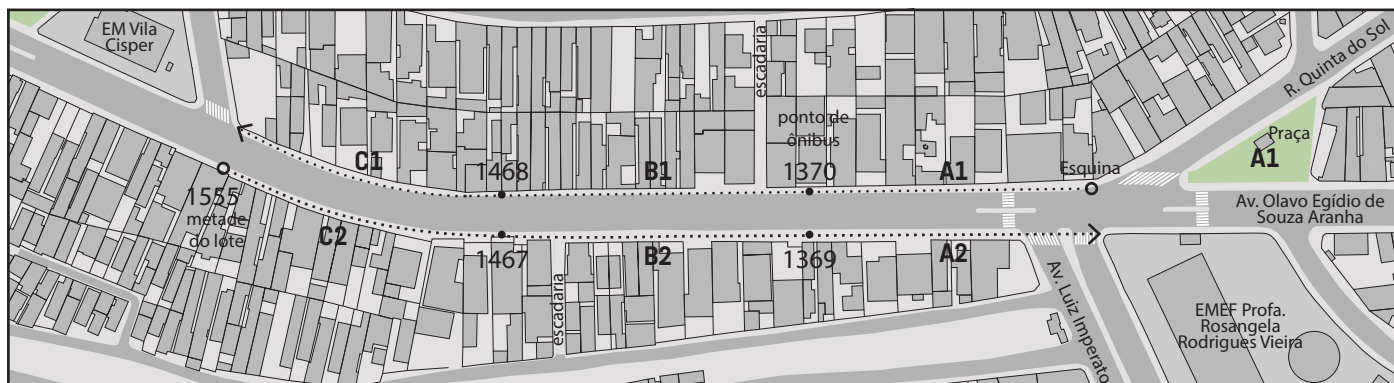 EM Vila
Cisper
escadaria
R. Quinta do Sol
ponto de
ônibus
Praça
C1
1468
B1
1370
A1
Esquina
A1
1555
metade
do lote
Av. Olavo Egídio de
Souza Aranha
C2
1467
B2
1369
A2
escadaria
Av. Luiz Imperato
EMEF Profa.
Rosangela
Rodrigues Vieira